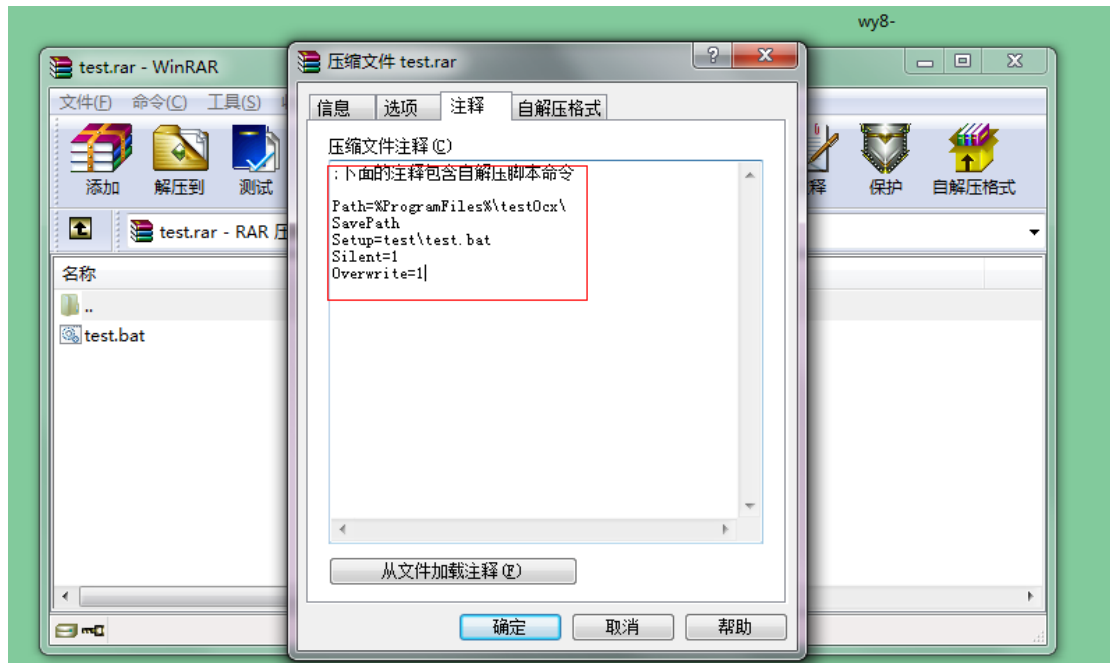 wy8-
test.rar - WinRAR
文件(F) 命令(C) 工具(S)
添加 解压到 测试 释 保护 自解压格式
test.rar - RAR 压
名称
..
test.bat
压缩文件 test.rar
信息 选项 注释 自解压格式
压缩文件注释(C)
;下面的注释包含自解压脚本命令
Path=%ProgramFiles%\testOcx\
SavePath
Setup=test\test.bat
Silent=1
Overwrite=1
从文件加载注释(F)
确定 取消 帮助